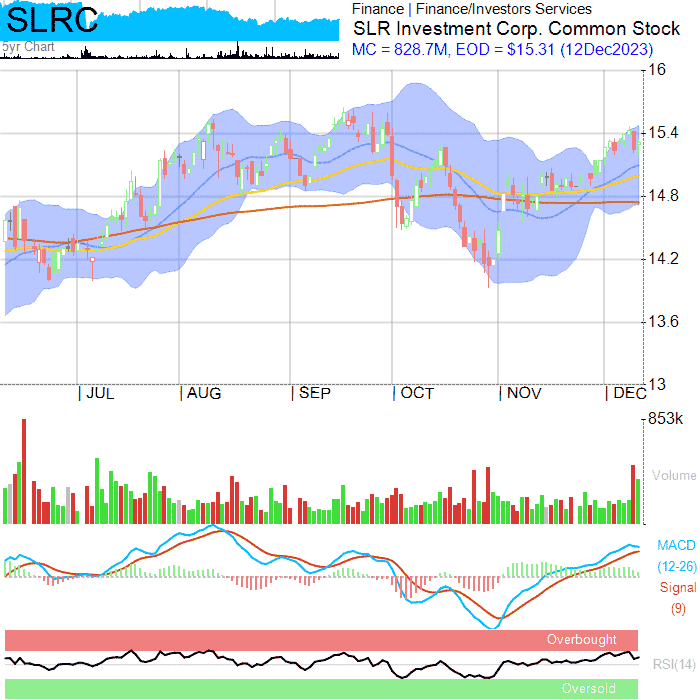 SLRC
5yr Chart
Finance | Finance/Investors Services
SLR Investment Corp. Common Stock
MC = 828.7M, EOD = $15.31 (12Dec2023)
16
15.4
14.8
14.2
13.6
13
| JUL | AUG | SEP | OCT | NOV | DEC
853k
Volume
MACD
(12-26)
Signal
(9)
Overbought
RSI(14)
Oversold